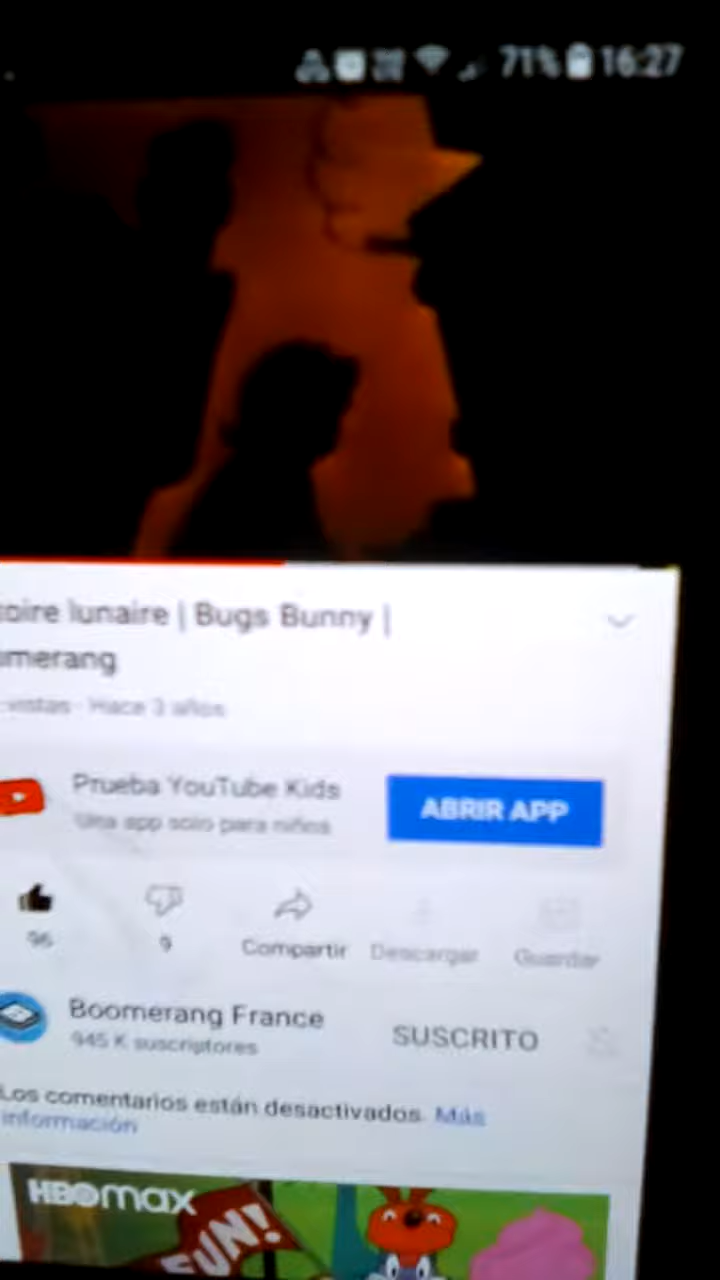 71% 16:27
oire lunaire | Bugs Bunny |
merang
vistas · Hace 3 años
Prueba YouTube Kids
Una app solo para niños
ABRIR APP
96
9
Compartir
Descargar
Guardar
Boomerang France
945 K suscriptores
SUSCRITO
Los comentarios están desactivados. Más
información
HBOmax
FUN!